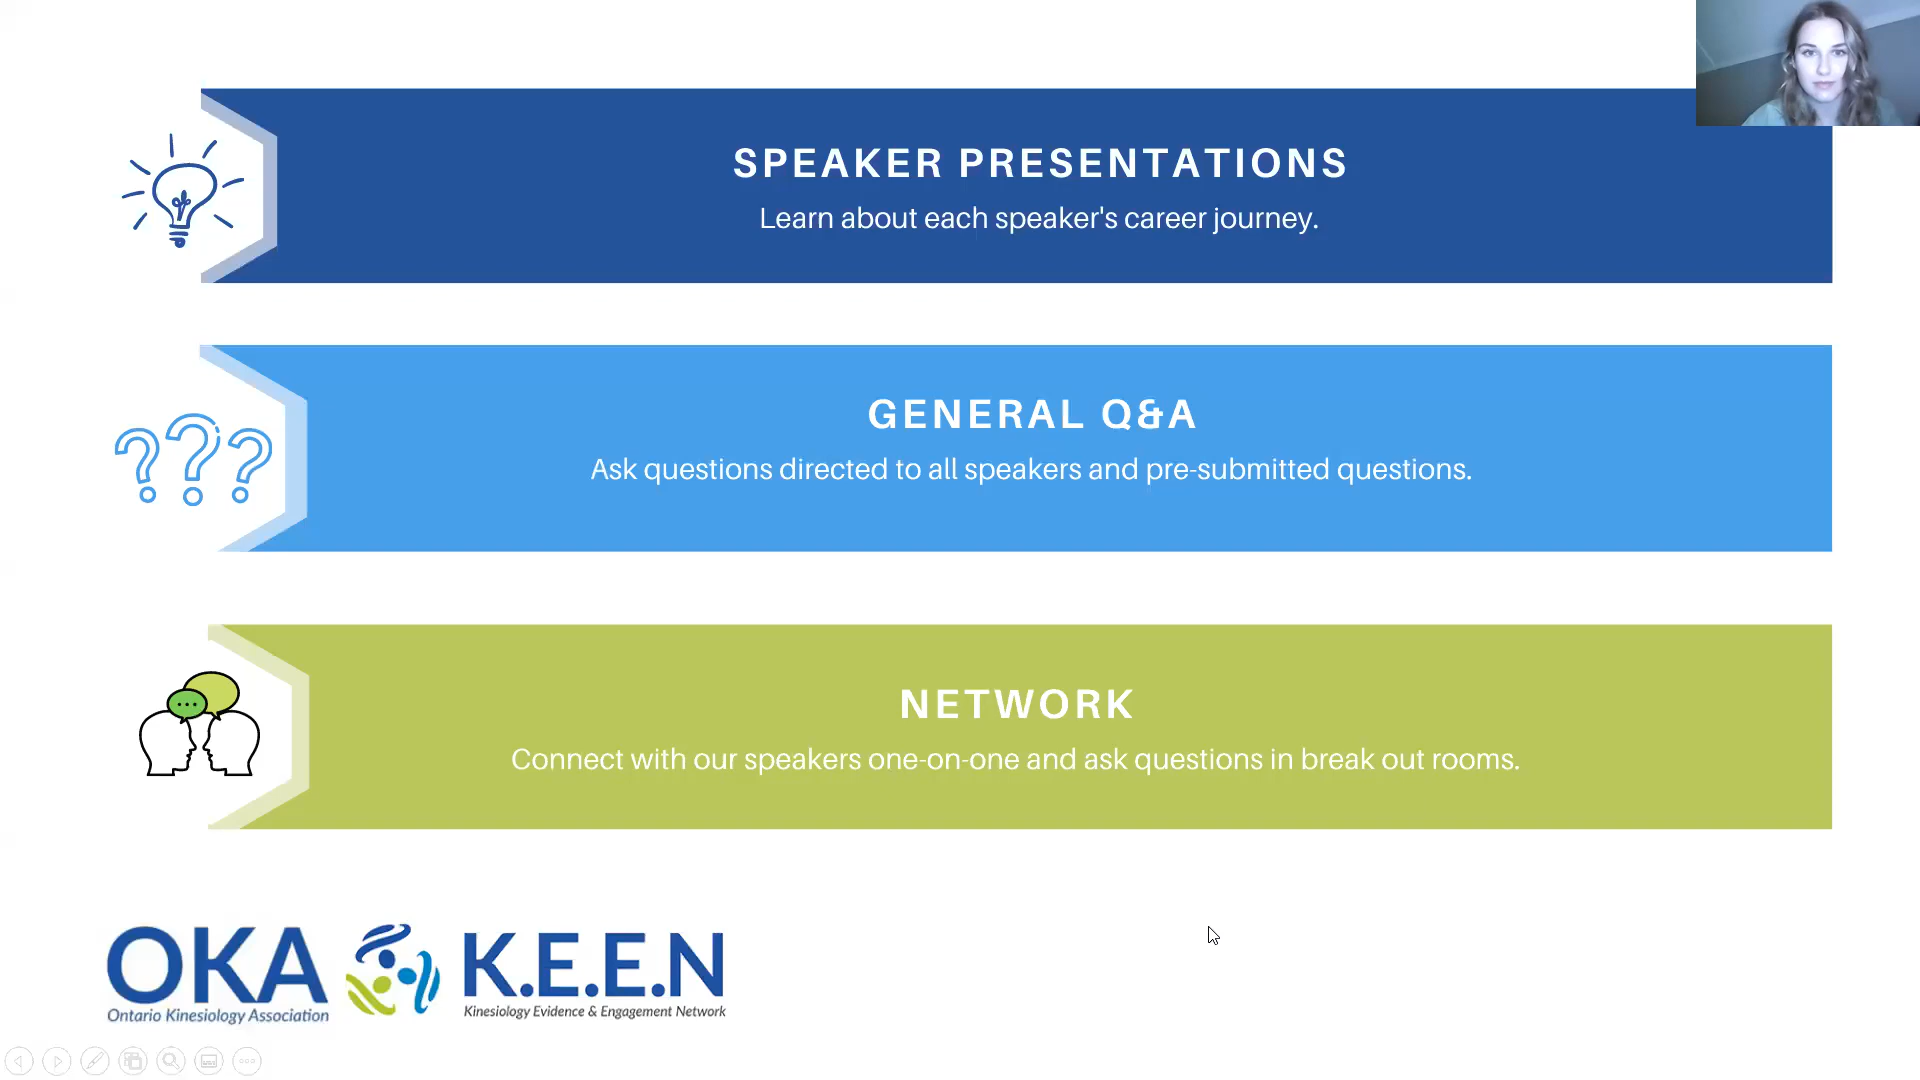 SPEAKER PRESENTATIONS
Learn about each speaker's career journey.
GENERAL Q&A
Ask questions directed to all speakers and pre-submitted questions.
NETWORK
Connect with our speakers one-on-one and ask questions in break out rooms.
OKA
Ontario Kinesiology Association
K.E.E.N
Kinesiology Evidence & Engagement Network